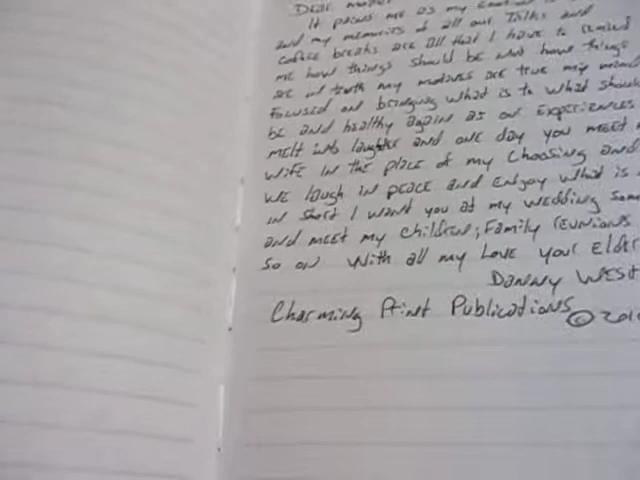 Dear
It pains me as my
and my memories of all our Talks and
coffee breaks are all that I have to remind
me how things should be and how things
are in truth my motives are true my
Focused on bringing what is to what should
be and healthy again as our Experiences
melt into laughter and one day you meet
wife in the place of my choosing and
we laugh in peace and Enjoy what is
in short I want you at my wedding some
and meet my children, Family reunions
so on with all my Love your Eldes
Danny West
Charming Print Publications © 201